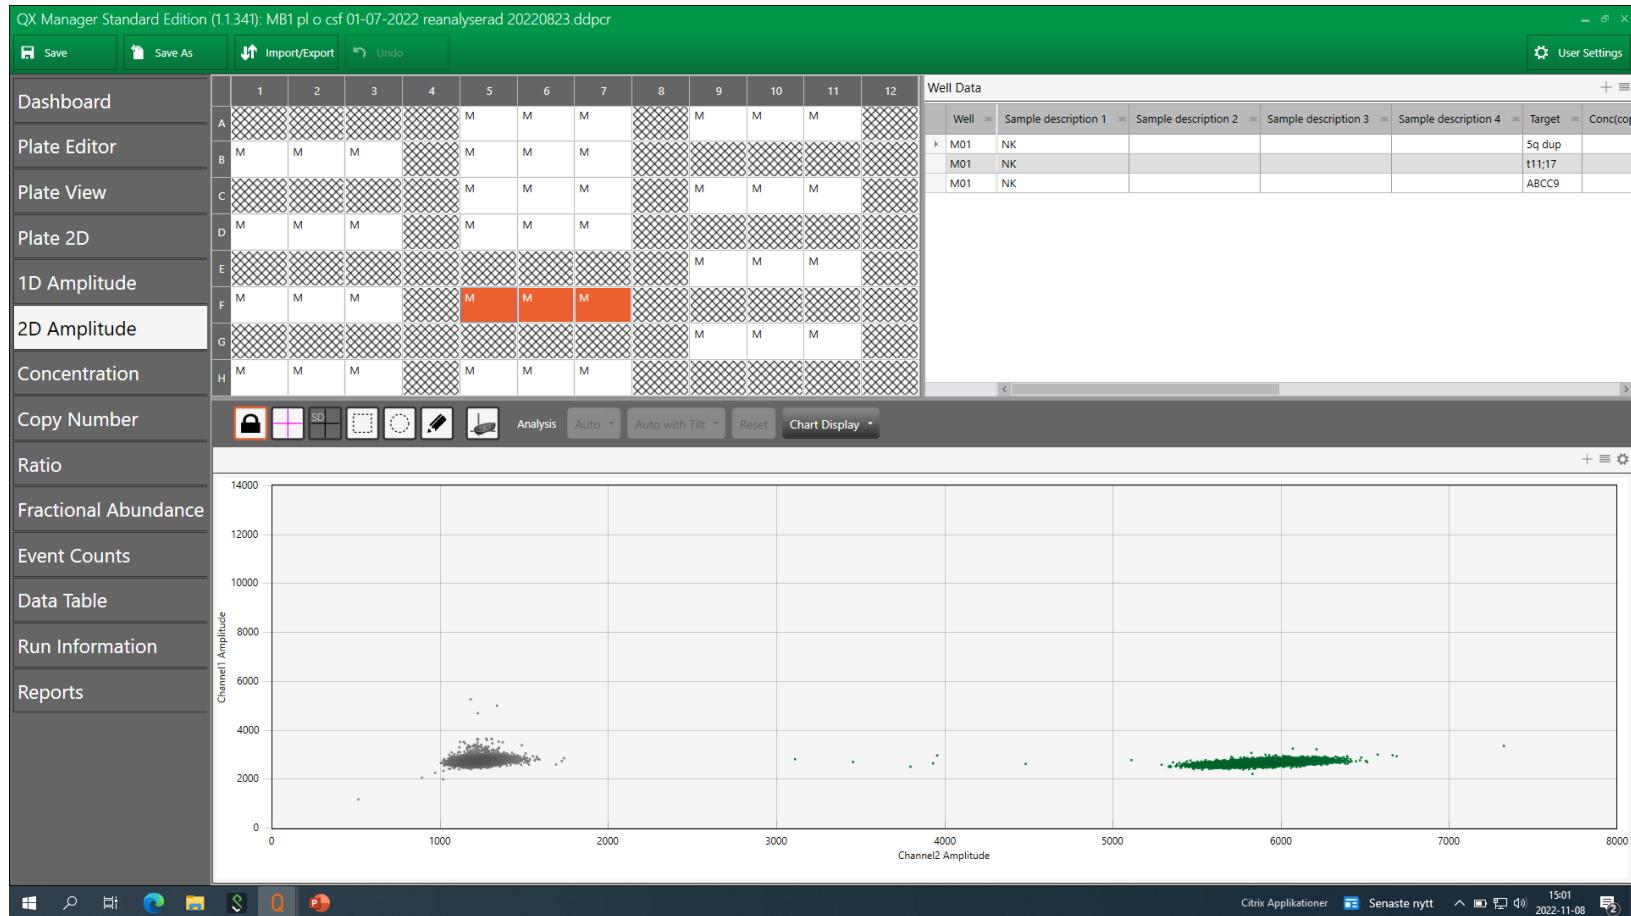 QX Manager Standard Edition (1.1.341): MB1 pl o csf 01-07-2022 reanalyserad 20220823.ddpcr
Save Save As Import/Export Undo User Settings
Dashboard
Plate Editor
Plate View
Plate 2D
1D Amplitude
2D Amplitude
Concentration
Copy Number
Ratio
Fractional Abundance
Event Counts
Data Table
Run Information
Reports
1 2 3 4 5 6 7 8 9 10 11 12
A M M M M M M
B M M M M M M
C M M M M M M
D M M M M M M
E M M M
F M M M M M M
G M M M
H M M M M M M
Well Data
Well Sample description 1 Sample description 2 Sample description 3 Sample description 4 Target Conc(cop
M01 NK 5q dup
M01 NK t11;17
M01 NK ABCC9
SD Analysis Auto Auto with Tilt Reset Chart Display
14000
12000
10000
8000
6000
4000
2000
0
Channel1 Amplitude
0 1000 2000 3000 4000 5000 6000 7000 8000
Channel2 Amplitude
Citrix Applikationer Senaste nytt 15:01
2022-11-08 2